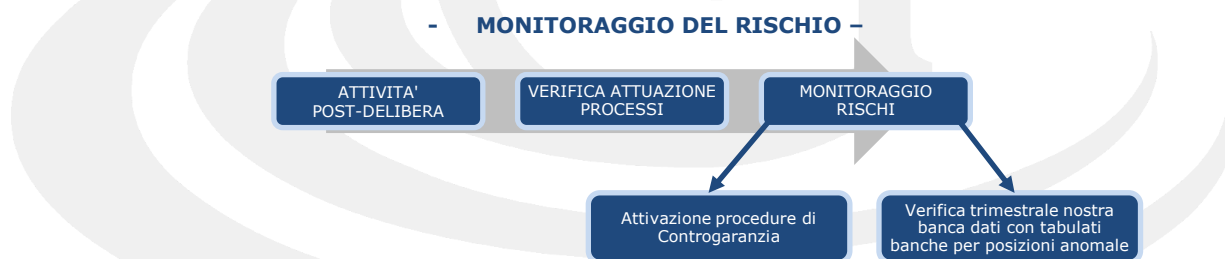 - MONITORAGGIO DEL RISCHIO –
ATTIVITA'
POST-DELIBERA
VERIFICA ATTUAZIONE
PROCESSI
MONITORAGGIO
RISCHI
Attivazione procedure di
Controgaranzia
Verifica trimestrale nostra
banca dati con tabulati
banche per posizioni anomale